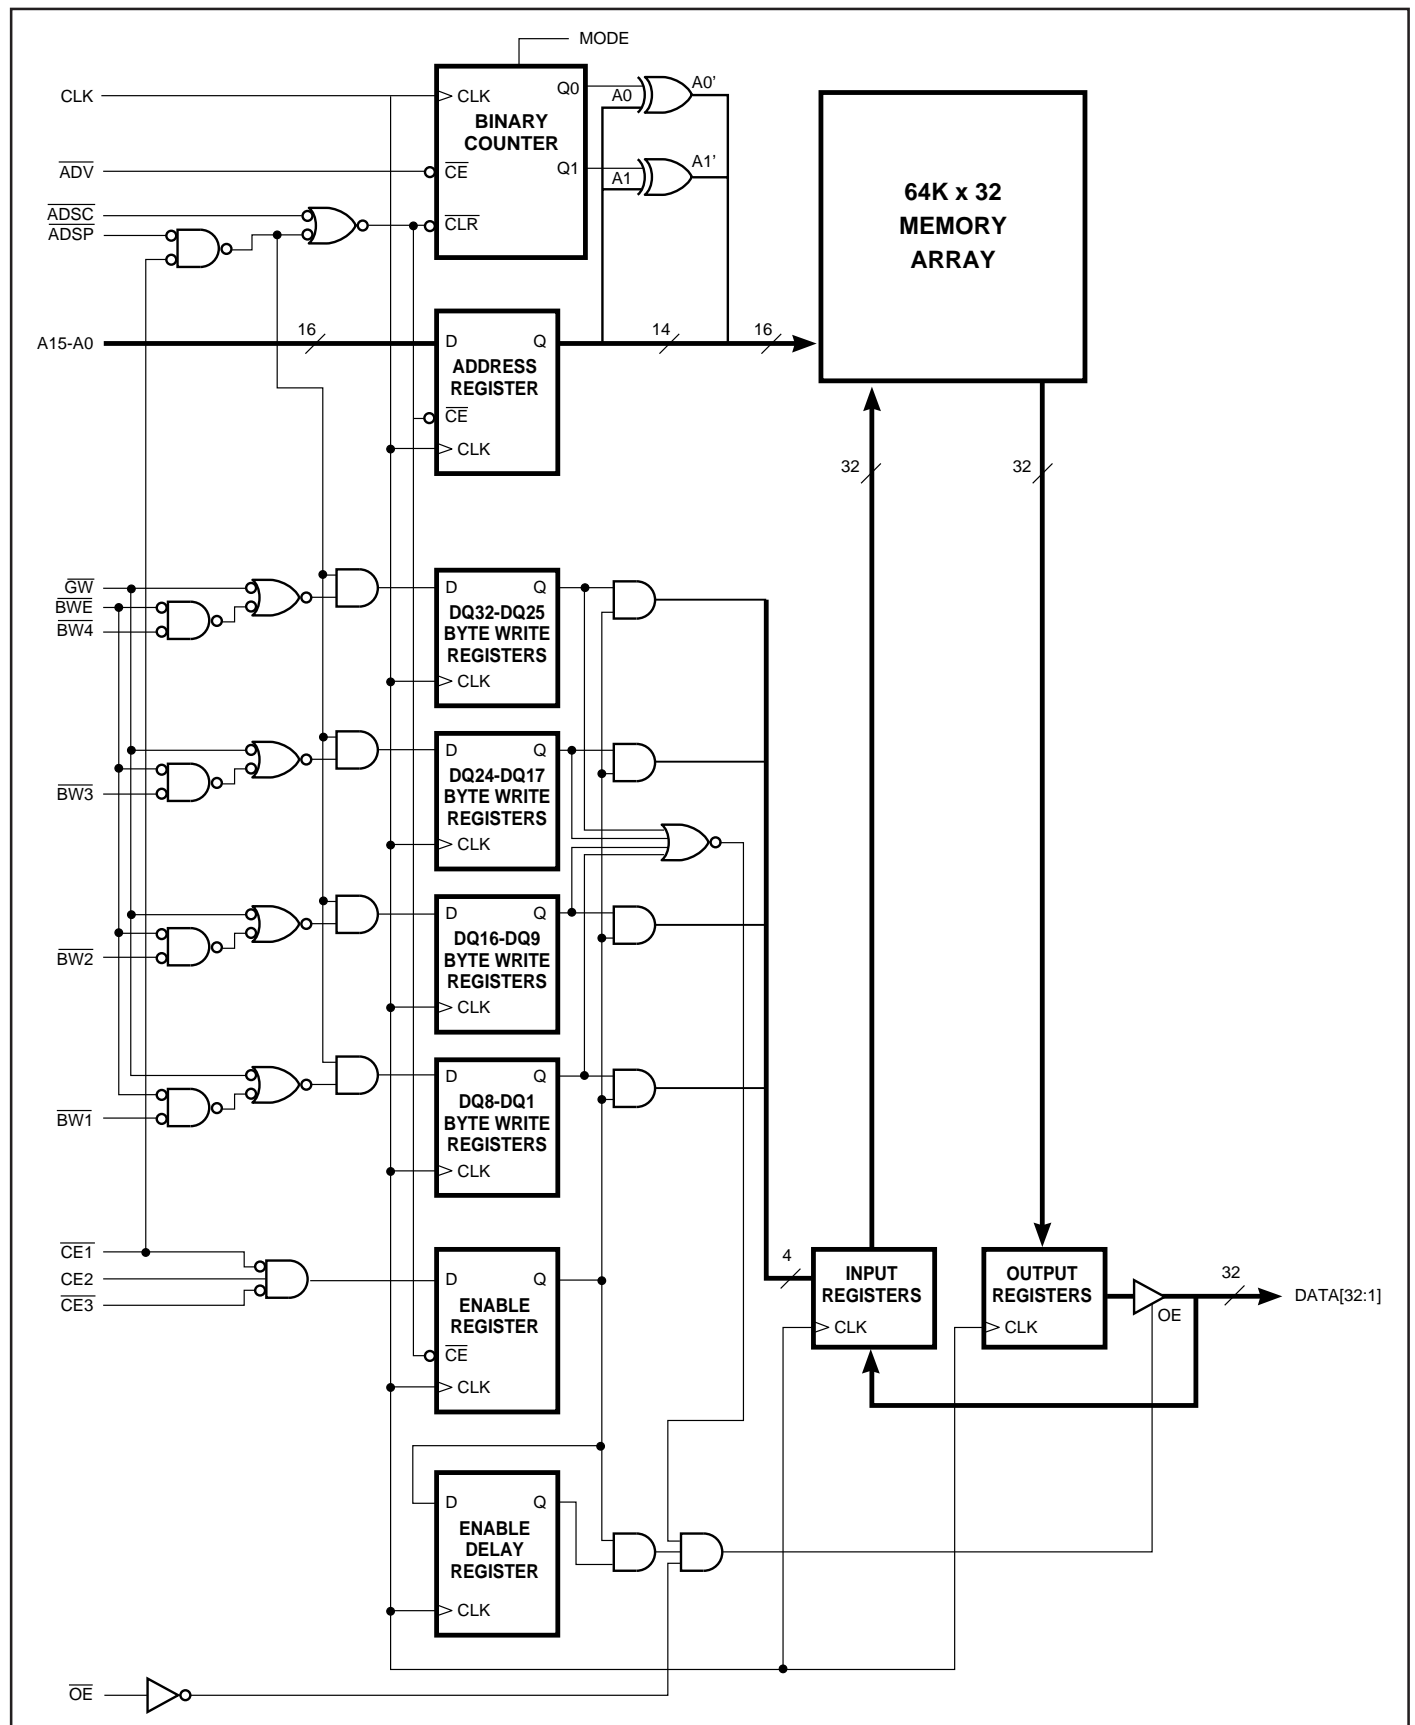 MODE
CLK
CLK
Q0
A0
A0’
BINARY
COUNTER
ADV
CE
Q1
A1
A1’
ADSC
ADSP
CLR
64K x 32
MEMORY
ARRAY
A15-A0
16
D
Q
14
16
ADDRESS
REGISTER
CE
CLK
32
32
GW
BWE
BW4
D
Q
DQ32-DQ25
BYTE WRITE
REGISTERS
CLK
BW3
D
Q
DQ24-DQ17
BYTE WRITE
REGISTERS
CLK
BW2
D
Q
DQ16-DQ9
BYTE WRITE
REGISTERS
CLK
BW1
D
Q
DQ8-DQ1
BYTE WRITE
REGISTERS
CLK
CE1
CE2
CE3
D
Q
ENABLE
REGISTER
CE
CLK
4
INPUT
REGISTERS
CLK
OUTPUT
REGISTERS
CLK
OE
32
DATA[32:1]
D
Q
ENABLE
DELAY
REGISTER
CLK
OE